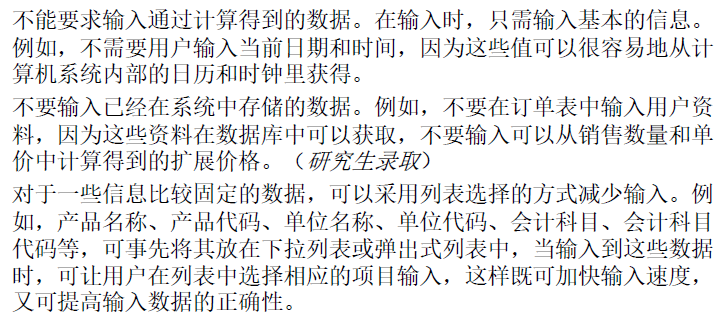 不能要求输入通过计算得到的数据。在输入时，只需输入基本的信息。
例如，不需要用户输入当前日期和时间，因为这些值可以很容易地从计
算机系统内部的日历和时钟里获得。
不要输入已经在系统中存储的数据。例如，不要在订单表中输入用户资
料，因为这些资料在数据库中可以获取，不要输入可以从销售数量和单
价中计算得到的扩展价格。（研究生录取）
对于一些信息比较固定的数据，可以采用列表选择的方式减少输入。例
如，产品名称、产品代码、单位名称、单位代码、会计科目、会计科目
代码等，可事先将其放在下拉列表或弹出式列表中，当输入到这些数据
时，可让用户在列表中选择相应的项目输入，这样既可加快输入速度，
又可提高输入数据的正确性。